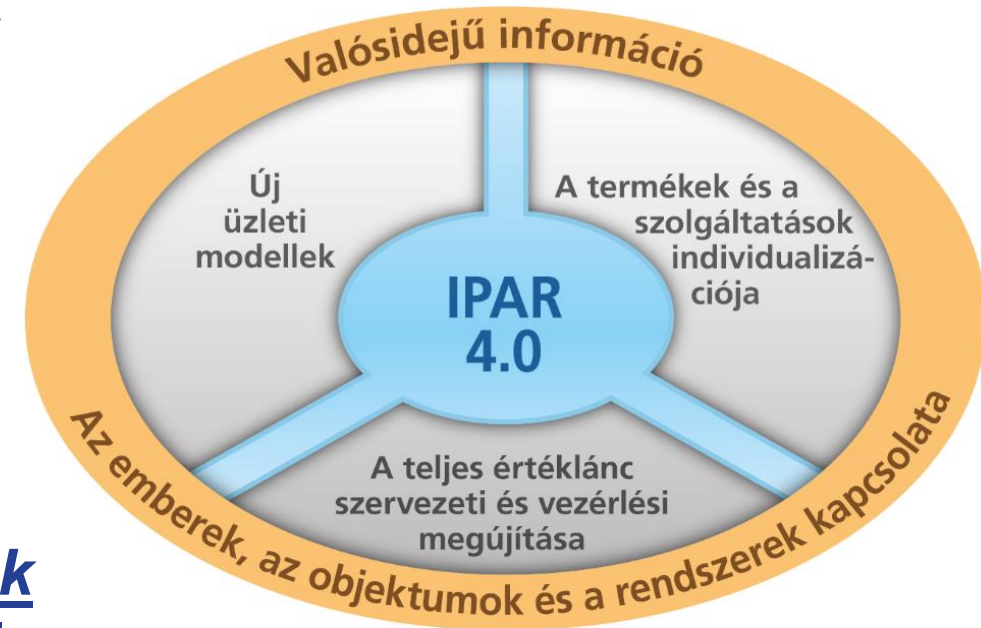 Valósidejű információ
Új
üzleti
modellek
A termékek és a
szolgáltatások
individualizá-
ciója
IPAR
4.0
A teljes értéklánc
szervezeti és vezérlési
megújítása
Az emberek, az objektumok és a rendszerek kapcsolata
k